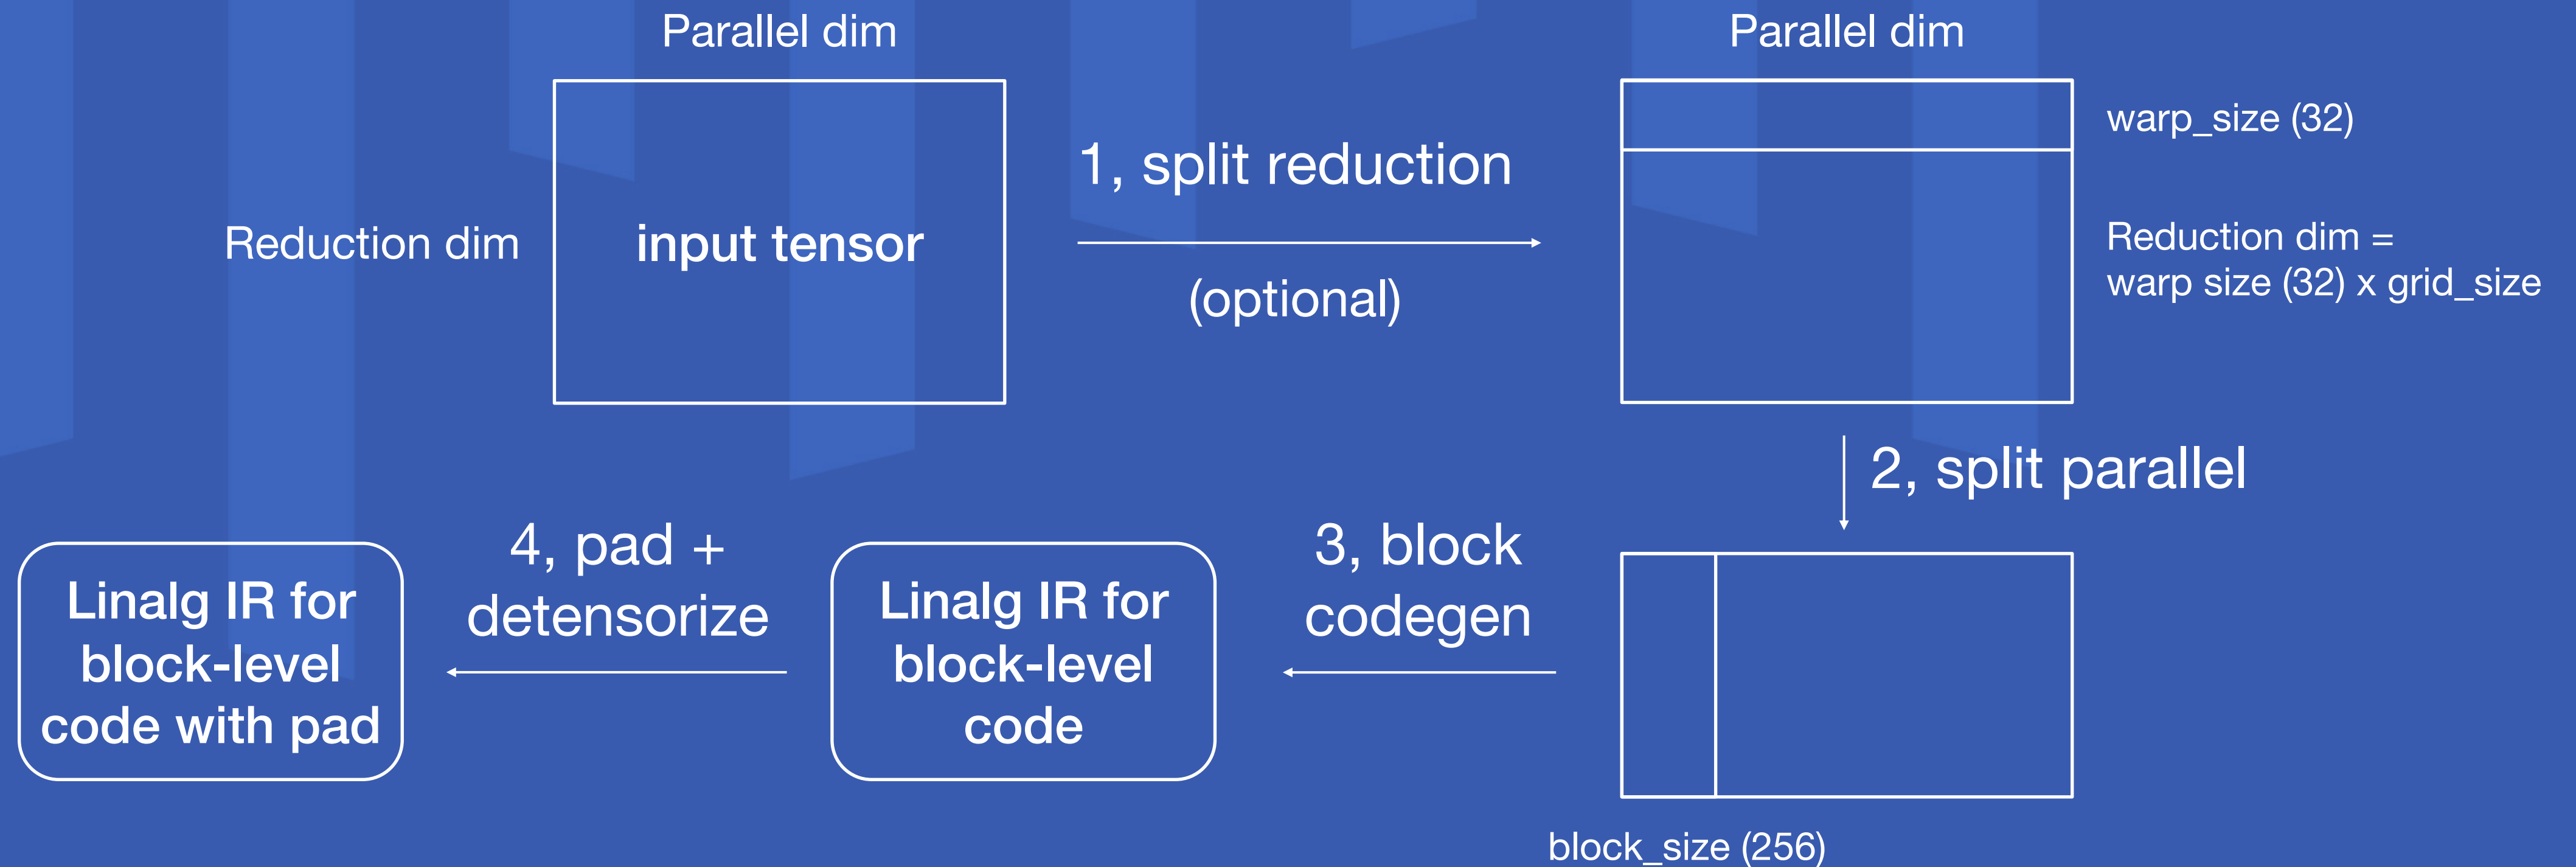 Parallel dim
Reduction dim
input tensor
1, split reduction
(optional)
Parallel dim
warp_size (32)
Reduction dim =
warp size (32) x grid_size
2, split parallel
block_size (256)
3, block
codegen
Linalg IR for
block-level
code
4, pad +
detensorize
Linalg IR for
block-level
code with pad